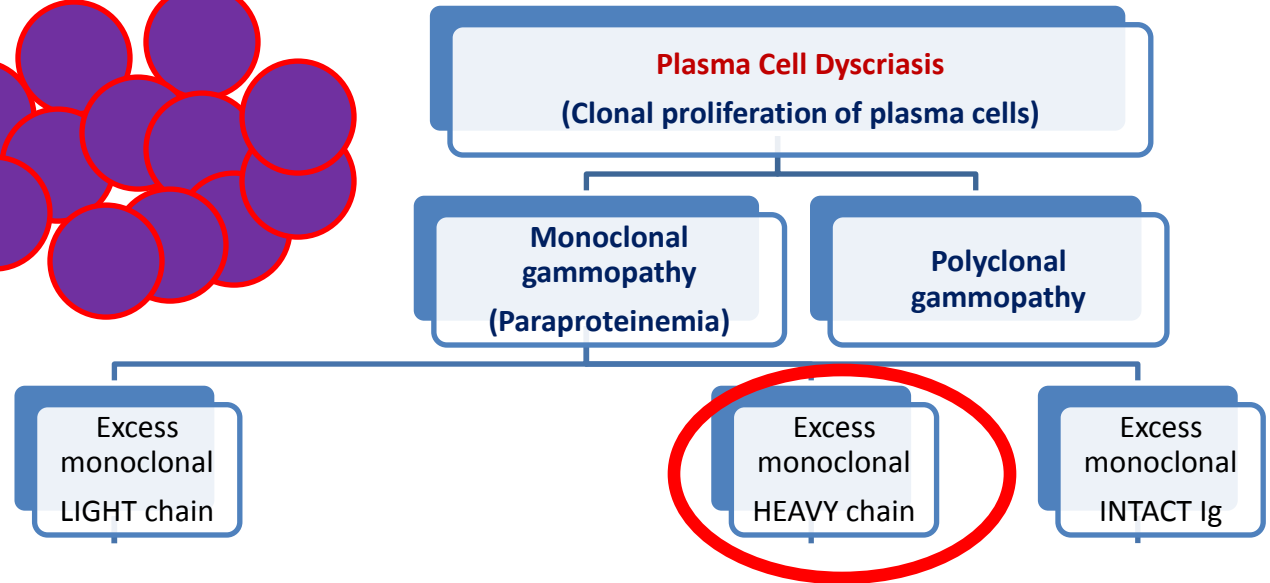 Plasma Cell Dyscriasis
(Clonal proliferation of plasma cells)
Monoclonal
gammopathy
(Paraproteinemia)
Polyclonal
gammopathy
Excess
monoclonal
LIGHT chain
Excess
monoclonal
HEAVY chain
Excess
monoclonal
INTACT Ig